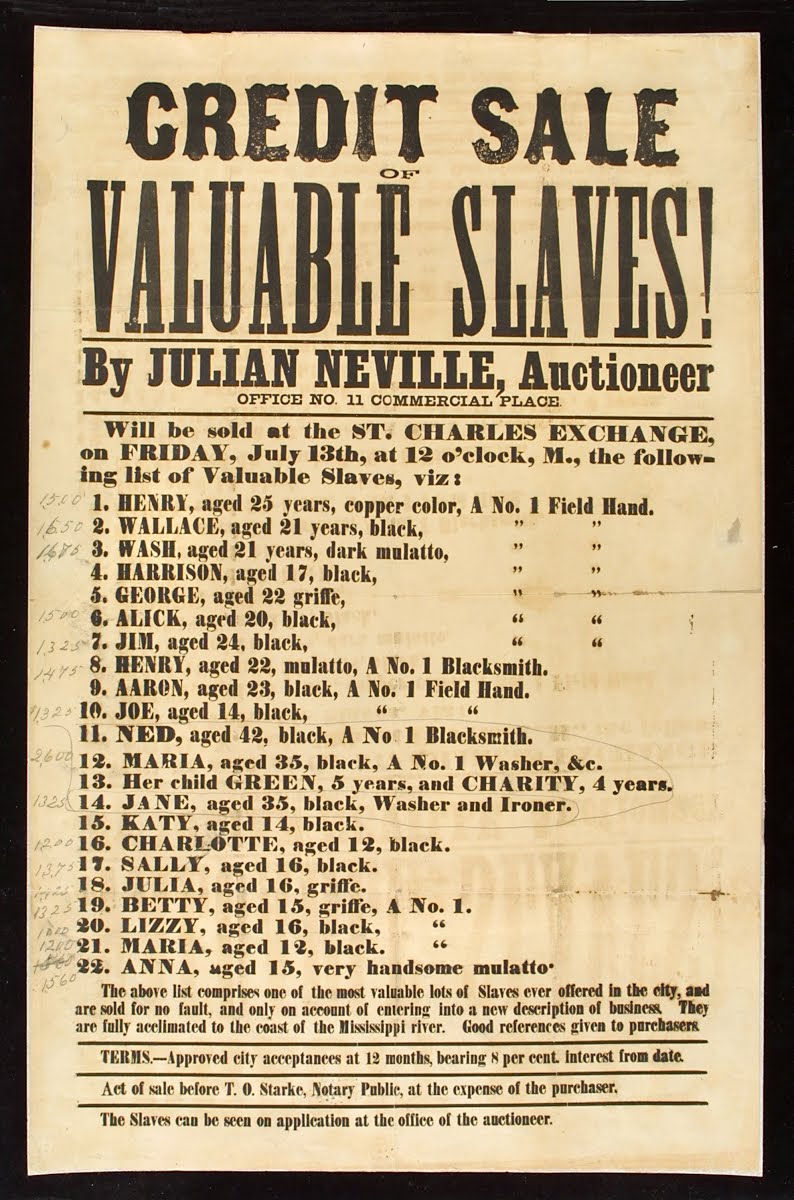 CREDIT SALE
OF
VALUABLE SLAVES!
By JULIAN NEVILLE, Auctioneer
OFFICE NO. 11 COMMERCIAL PLACE.
Will be sold at the ST. CHARLES EXCHANGE,
on FRIDAY, July 13th, at 12 o'clock, M., the follow-
ing list of Valuable Slaves, viz:
1500 1. HENRY, aged 25 years, copper color, A No. 1 Field Hand.
1650 2. WALLACE, aged 21 years, black, " "
1675 3. WASH, aged 21 years, dark mulatto, " "
4. HARRISON, aged 17, black, " "
5. GEORGE, aged 22 griffe, " "
1500 6. ALICK, aged 20, black, “ “
1325 7. JIM, aged 24, black, “ “
1475 8. HENRY, aged 22, mulatto, A No. 1 Blacksmith.
9. AARON, aged 23, black, A No. 1 Field Hand.
1325 10. JOE, aged 14, black, “ “
11. NED, aged 42, black, A No 1 Blacksmith.
2600 12. MARIA, aged 35, black, A No. 1 Washer, &c.
13. Her child GREEN, 5 years, and CHARITY, 4 years.
1325 14. JANE, aged 35, black, Washer and Ironer.
15. KATY, aged 14, black.
1200 16. CHARLOTTE, aged 12, black.
1375 17. SALLY, aged 16, black.
18. JULIA, aged 16, griffe.
1325 19. BETTY, aged 15, griffe, A No. 1.
20. LIZZY, aged 16, black, “
1200 21. MARIA, aged 12, black. “
22. ANNA, aged 15, very handsome mulatto.
1560
The above list comprises one of the most valuable lots of Slaves ever offered in the city, and
are sold for no fault, and only on account of entering into a new description of business. They
are fully acclimated to the coast of the Mississippi river. Good references given to purchasers.
TERMS.—Approved city acceptances at 12 months, bearing 8 per cent. interest from date.
Act of sale before T. O. Starke, Notary Public, at the expense of the purchaser.
The Slaves can be seen on application at the office of the auctioneer.